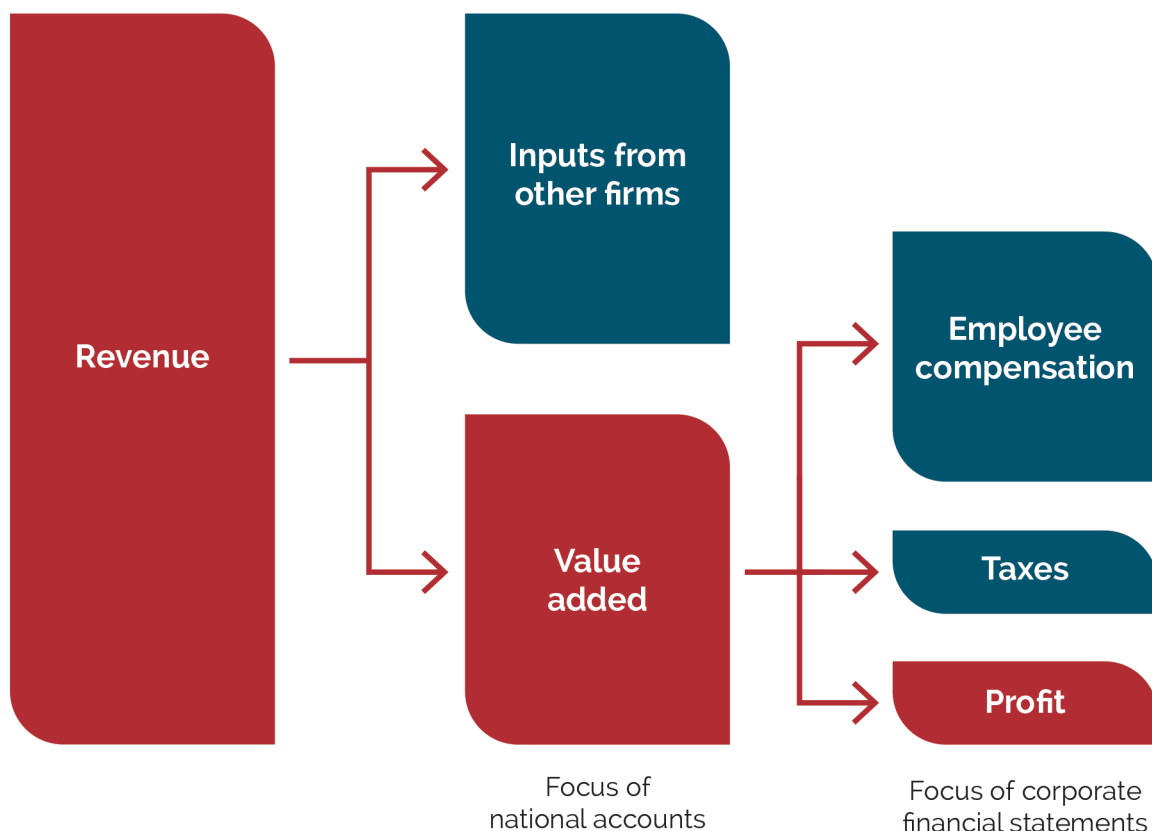 Revenue
Inputs from
other firms
Value
added
Employee
compensation
Taxes
Profit
Focus of
national accounts
Focus of corporate
financial statements